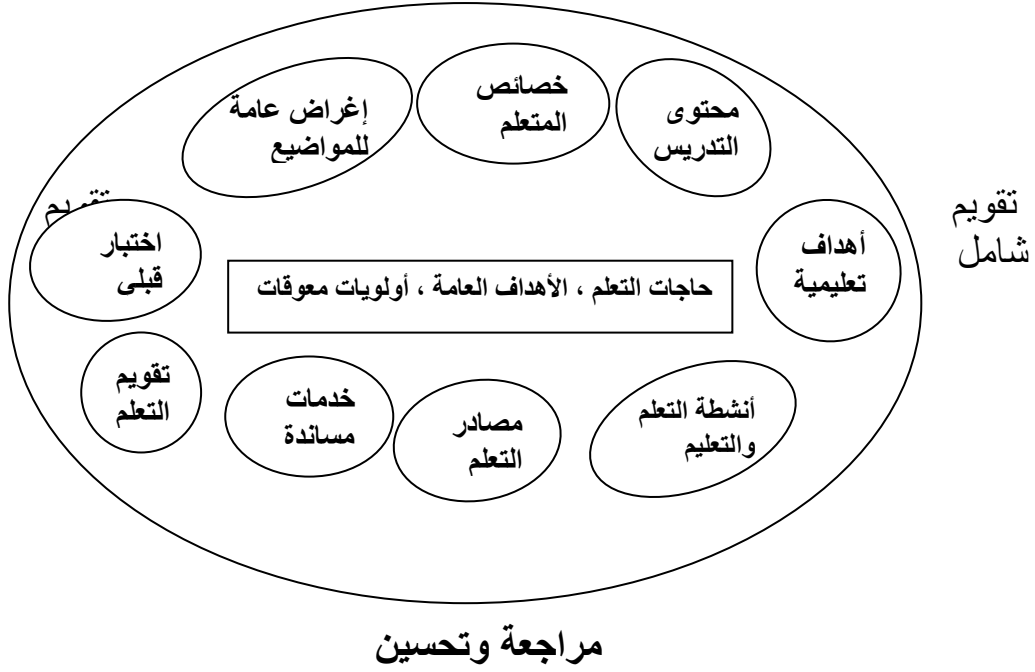 خصائص
المتعلم
محتوى
التدريس
إغراض عامة
للمواضيع
تقويم
تقويم
شامل
أهداف
تعليمية
اختبار
قبلى
حاجات التعلم ، الأهداف العامة ، أولويات معوقات
تقويم
التعلم
خدمات
مساندة
مصادر
التعلم
أنشطة التعلم
والتعليم
مراجعة وتحسين